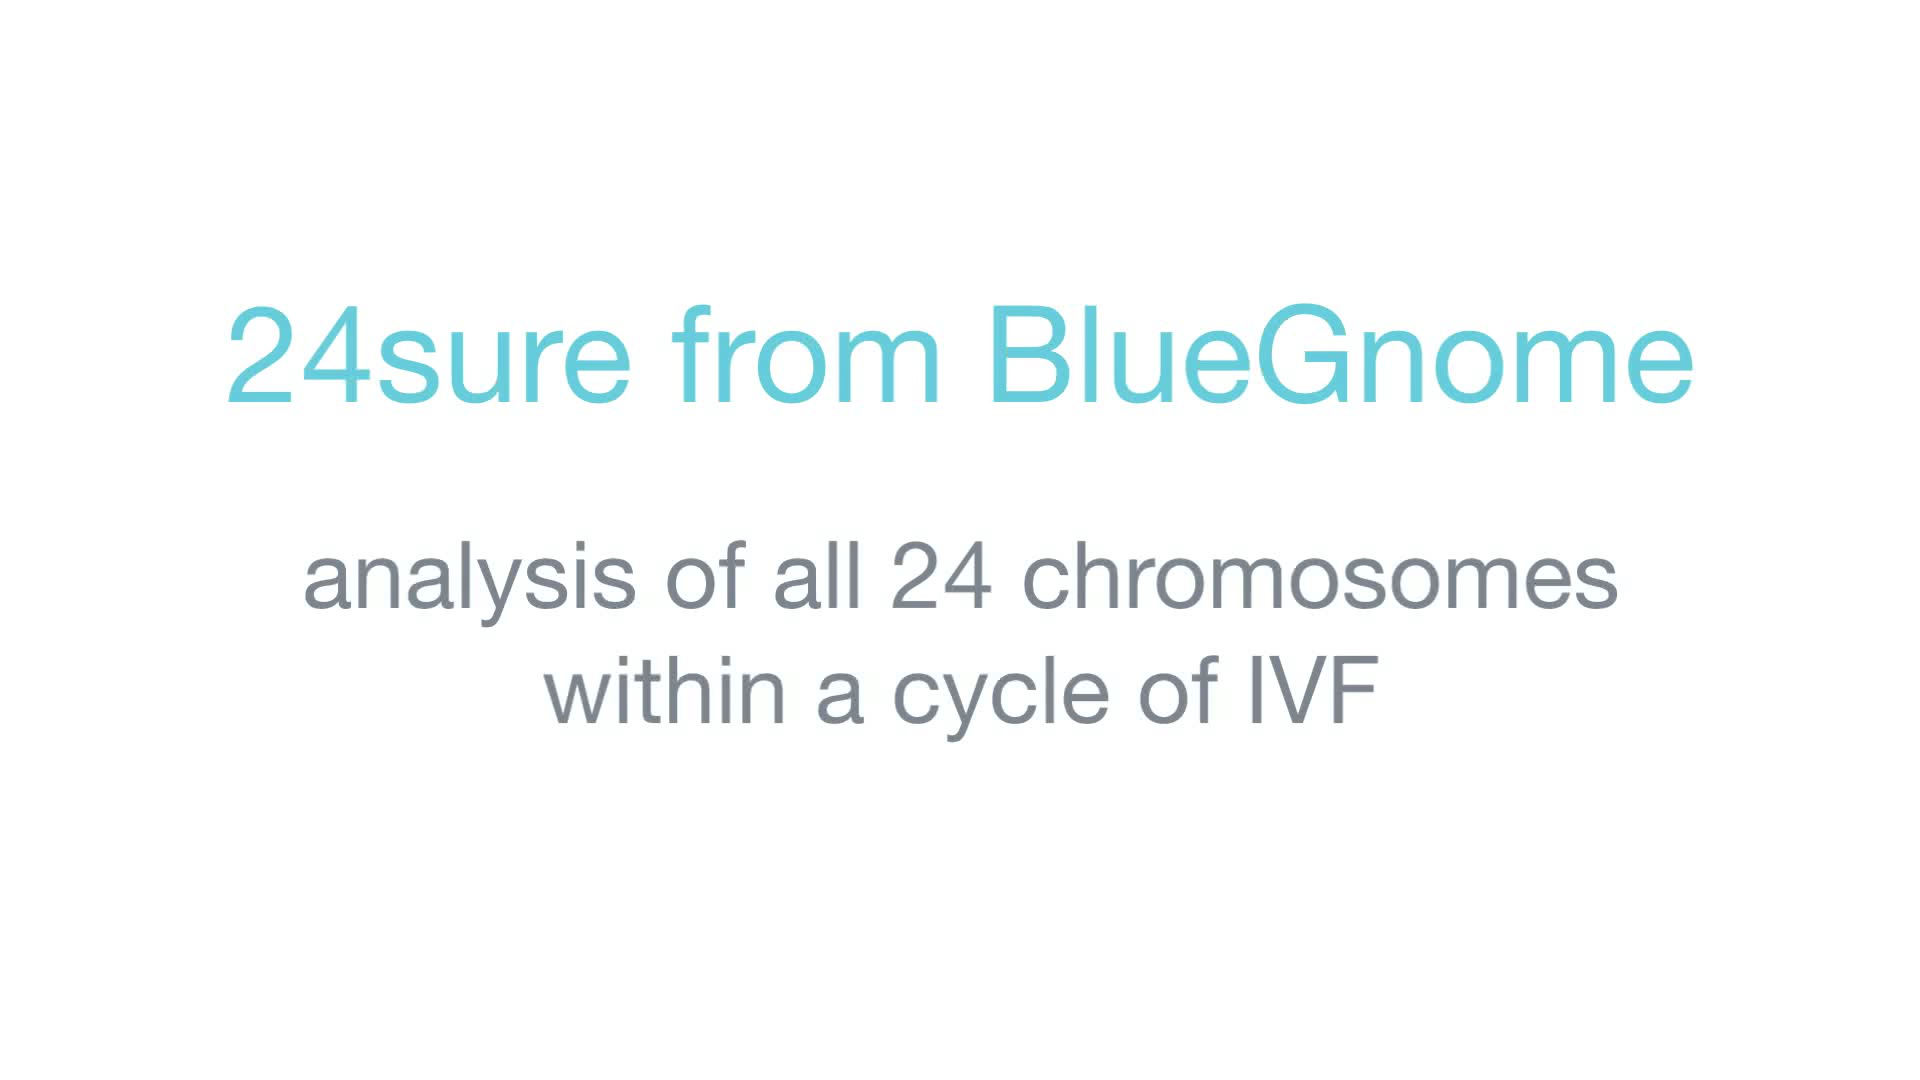 24sure from BlueGnome
analysis of all 24 chromosomes
within a cycle of IVF